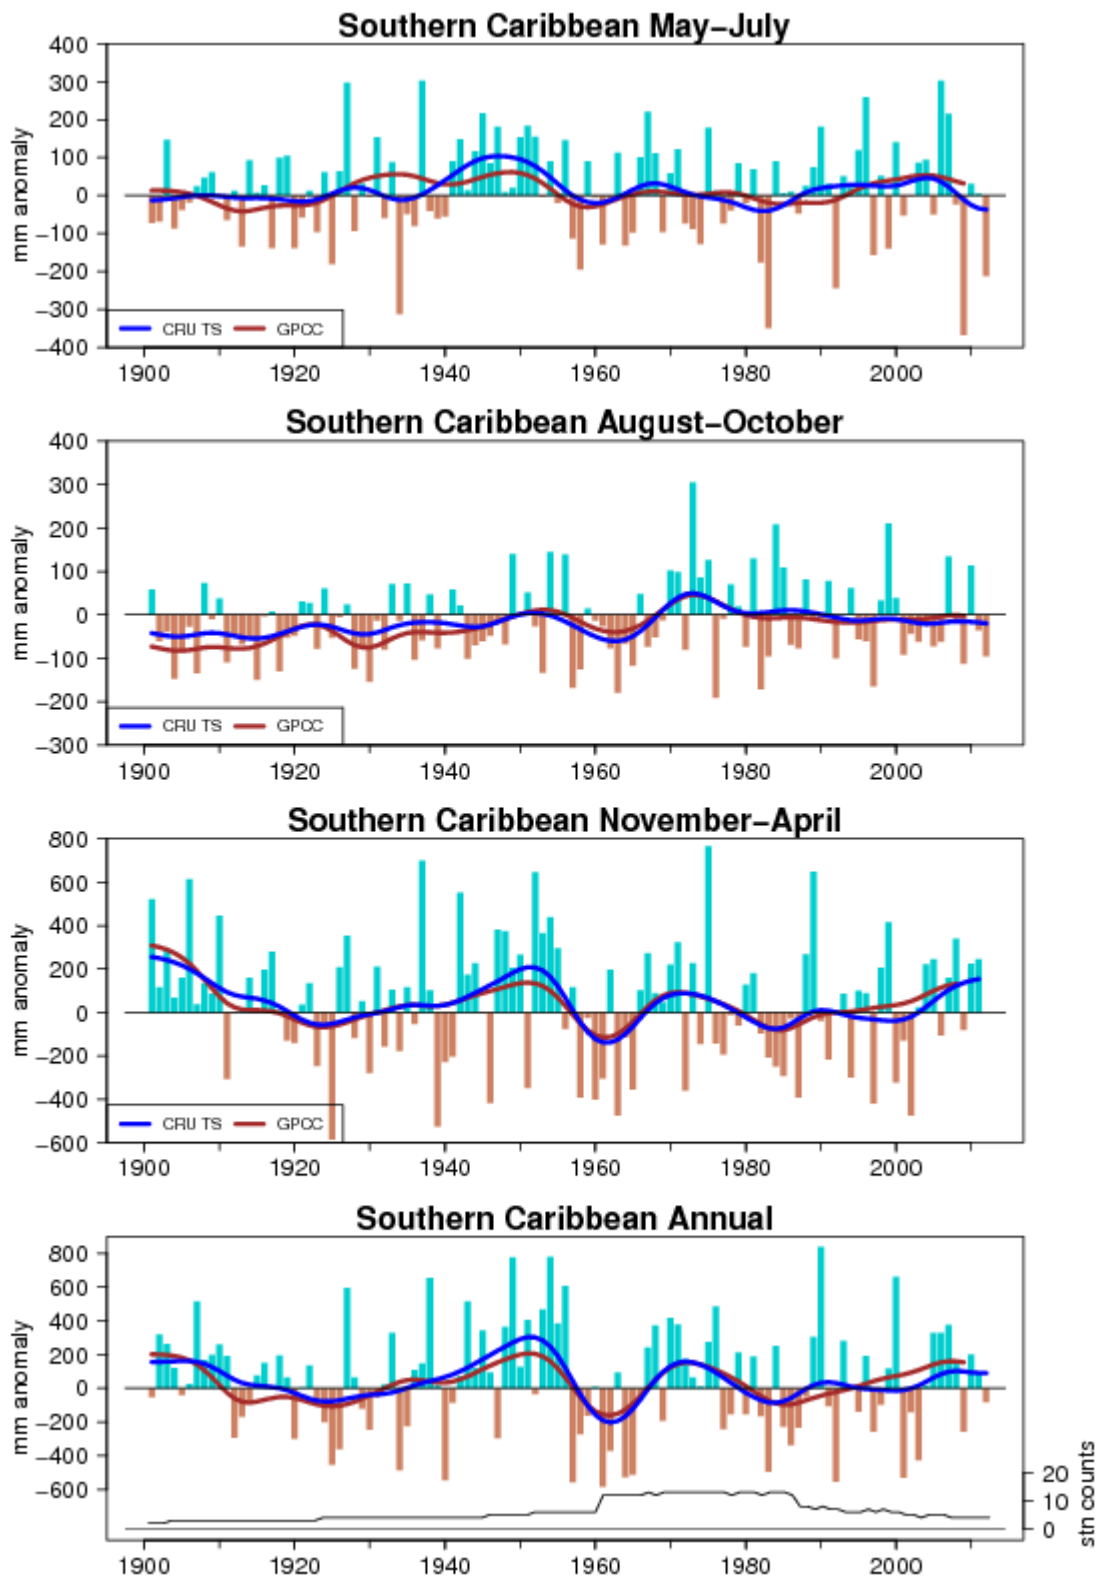 Southern Caribbean May–July
400
300
200
100
0
−100
−200
−300
−400
mm anomaly
CRU TS GPCC
1900 1920 1940 1960 1980 2000
Southern Caribbean August–October
400
300
200
100
0
−100
−200
−300
mm anomaly
CRU TS GPCC
1900 1920 1940 1960 1980 2000
Southern Caribbean November–April
800
600
400
200
0
−200
−400
−600
mm anomaly
CRU TS GPCC
1900 1920 1940 1960 1980 2000
Southern Caribbean Annual
800
600
400
200
0
−200
−400
−600
mm anomaly
20
10
0
stn counts
1900 1920 1940 1960 1980 2000